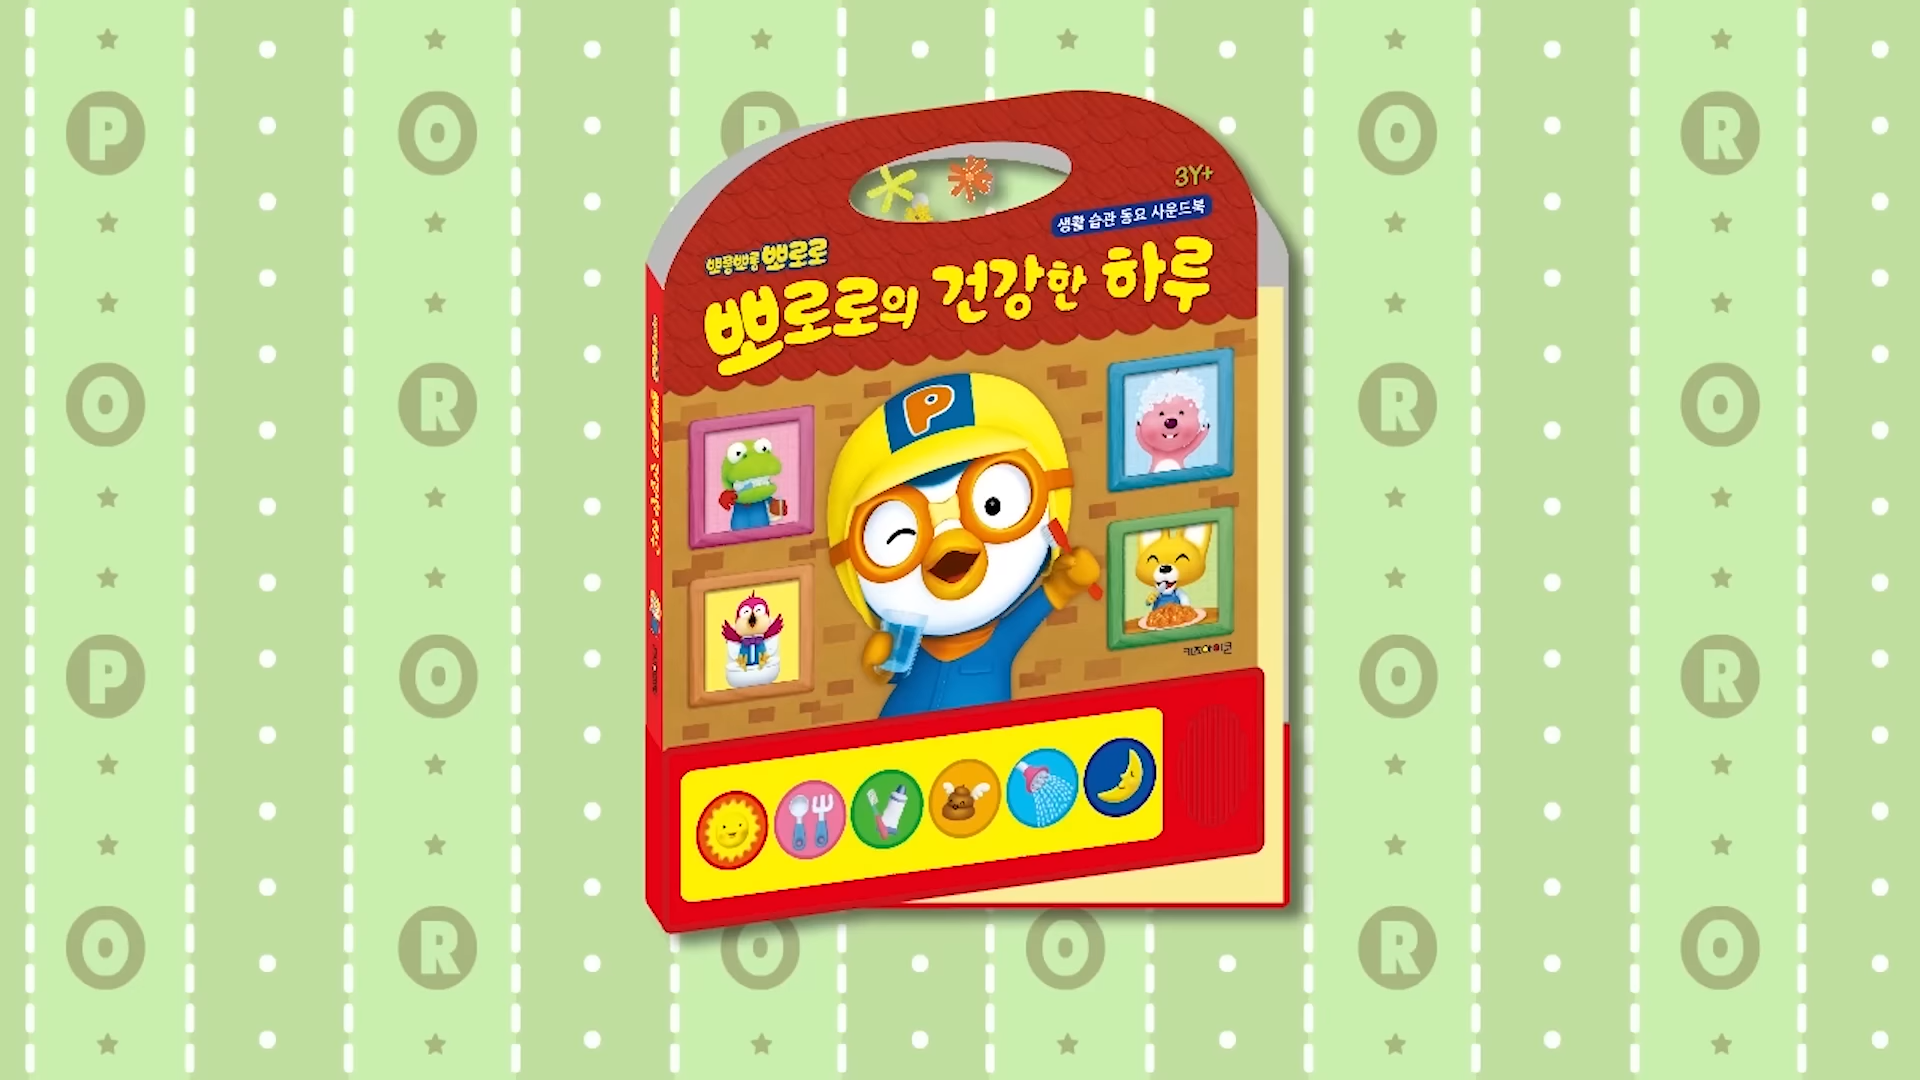 P O P O R
3Y+
생활 습관 동요 사운드북
뽀롱뽀롱 뽀로로
뽀로로의 건강한 하루
P
O R R O
키즈아이콘
P O O R
O R O O R O